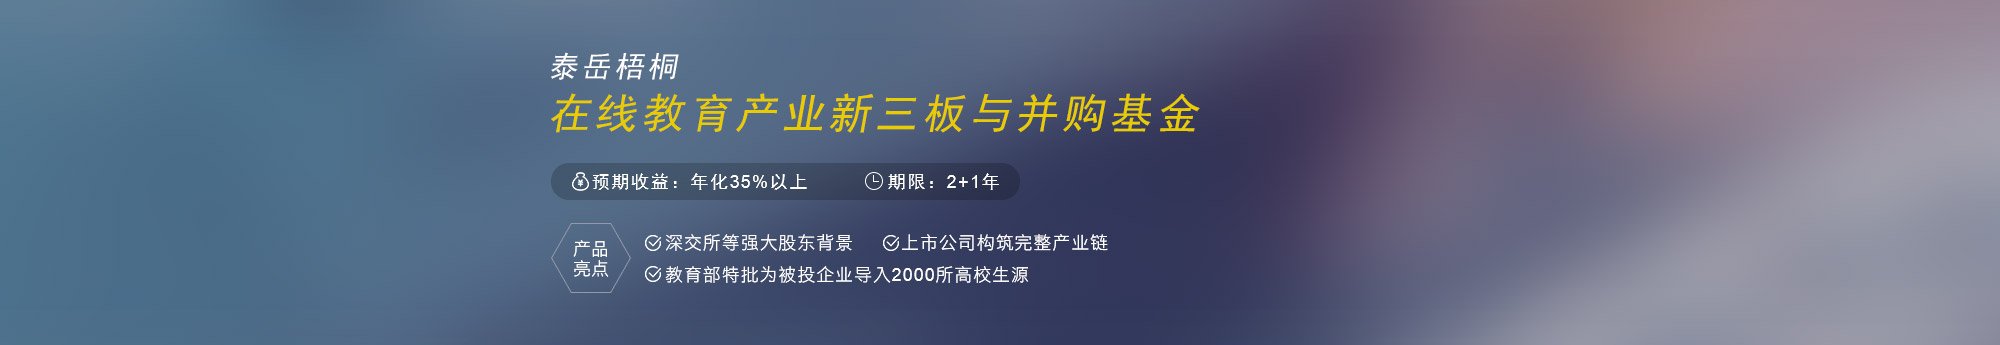 泰岳梧桐
在线教育产业新三板与并购基金
预期收益：年化35%以上 期限：2+1年
产品
亮点
深交所等强大股东背景 上市公司构筑完整产业链
教育部特批为被投企业导入2000所高校生源